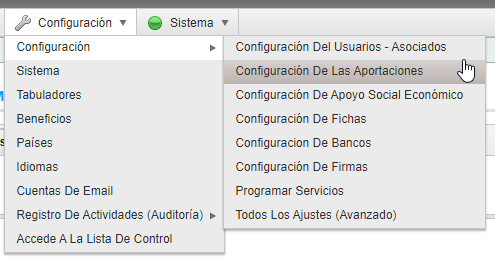 Configuración
Sistema
Configuración
Sistema
Tabuladores
Beneficios
Países
Idiomas
Cuentas De Email
Registro De Actividades (Auditoría)
Accede A La Lista De Control
Configuración Del Usuarios - Asociados
Configuración De Las Aportaciones
Configuración De Apoyo Social Económico
Configuración De Fichas
Configuración De Bancos
Configuración De Firmas
Programar Servicios
Todos Los Ajustes (Avanzado)